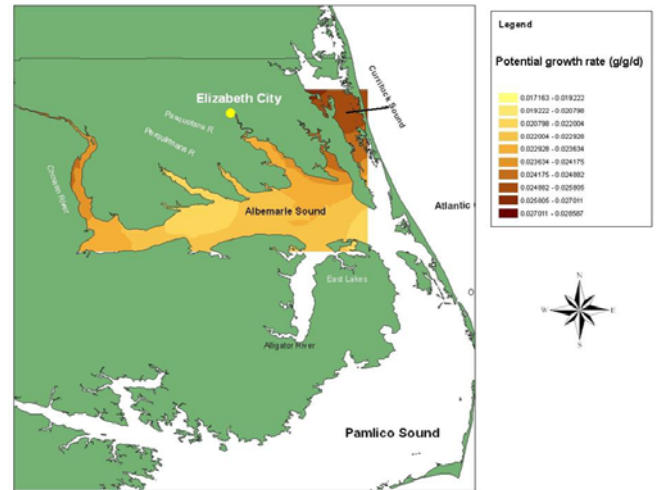 Elizabeth City
Currituck Sound
Pasquotank R
Perquimans R
Chowan River
Albemarle Sound
Atlantic
East Lakes
Alligator River
Pamlico Sound
Legend
Potential growth rate (g/g/d)
0.017163 - 0.019222
0.019222 - 0.020798
0.020798 - 0.022004
0.022004 - 0.022928
0.022928 - 0.023634
0.023634 - 0.024175
0.024175 - 0.024882
0.024882 - 0.025805
0.025805 - 0.027011
0.027011 - 0.028587
N
W
E
S